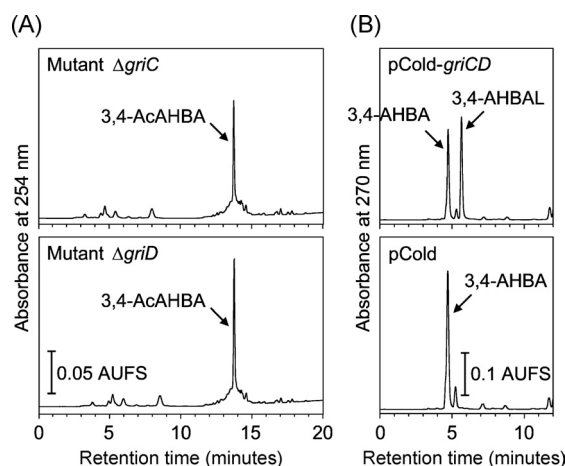 (A)
Mutant ΔgriC
3,4-AcAHBA
Mutant ΔgriD
3,4-AcAHBA
0.05 AUFS
Absorbance at 254 nm
0 5 10 15 20
Retention time (minutes)
(B)
pCold-griCD
3,4-AHBA
3,4-AHBAL
pCold
3,4-AHBA
0.1 AUFS
Absorbance at 270 nm
0 5 10
Retention time (minutes)